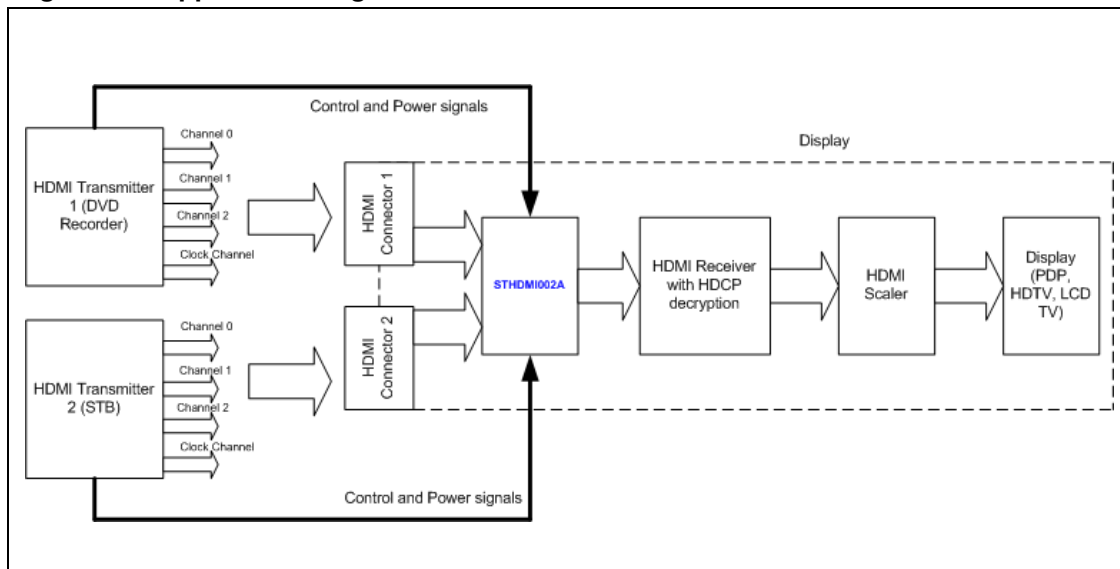 Control and Power signals
Display
HDMI Transmitter
1 (DVD
Recorder)
Channel 0
Channel 1
Channel 2
Clock Channel
HDMI
Connector 1
STHDMI002A
HDMI Receiver
with HDCP
decryption
HDMI
Scaler
Display
(PDP,
HDTV, LCD
TV)
HDMI Transmitter
2 (STB)
Channel 0
Channel 1
Channel 2
Clock Channel
HDMI
Connector 2
Control and Power signals